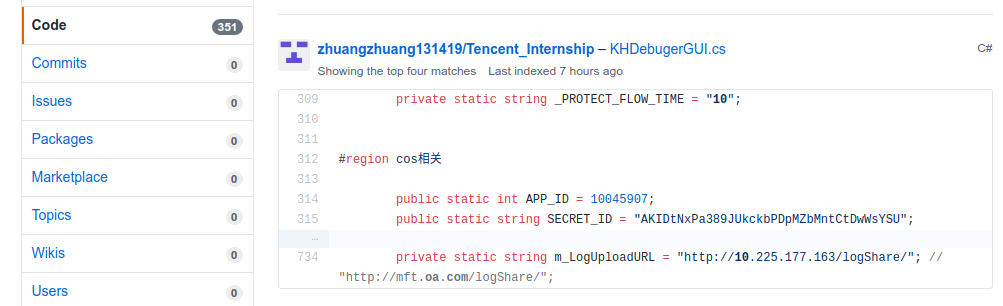 Code 351
Commits 0
Issues 0
Packages 0
Marketplace 0
Topics 0
Wikis 0
Users 0
zhuangzhuang131419/Tencent_Internship – KHDebugerGUI.cs C#
Showing the top four matches Last indexed 7 hours ago
309 private static string _PROTECT_FLOW_TIME = "10";
310
311
312 #region cos相关
313
314 public static int APP_ID = 10045907;
315 public static string SECRET_ID = "AKIDtNxPa389JUkckbPDpMZbMntCtDwWsYSU";
…
734 private static string m_LogUploadURL = "http://10.225.177.163/logShare/"; //
"http://mft.oa.com/logShare/";